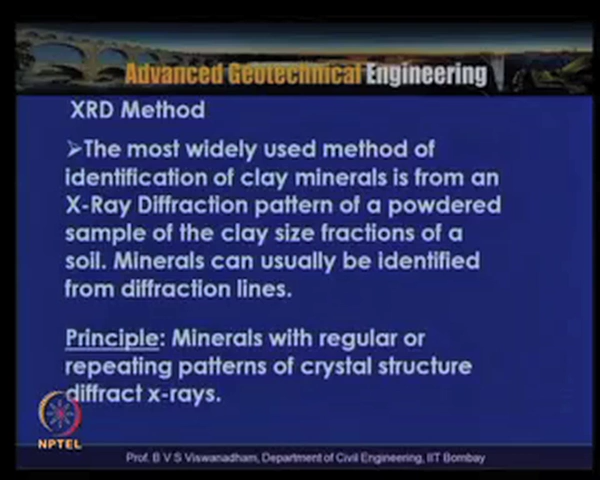 Advanced Geotechnical Engineering
XRD Method
➢The most widely used method of
identification of clay minerals is from an
X-Ray Diffraction pattern of a powdered
sample of the clay size fractions of a
soil. Minerals can usually be identified
from diffraction lines.
Principle: Minerals with regular or
repeating patterns of crystal structure
diffract x-rays.
NPTEL
Prof. B V S Viswanadham, Department of Civil Engineering, IIT Bombay